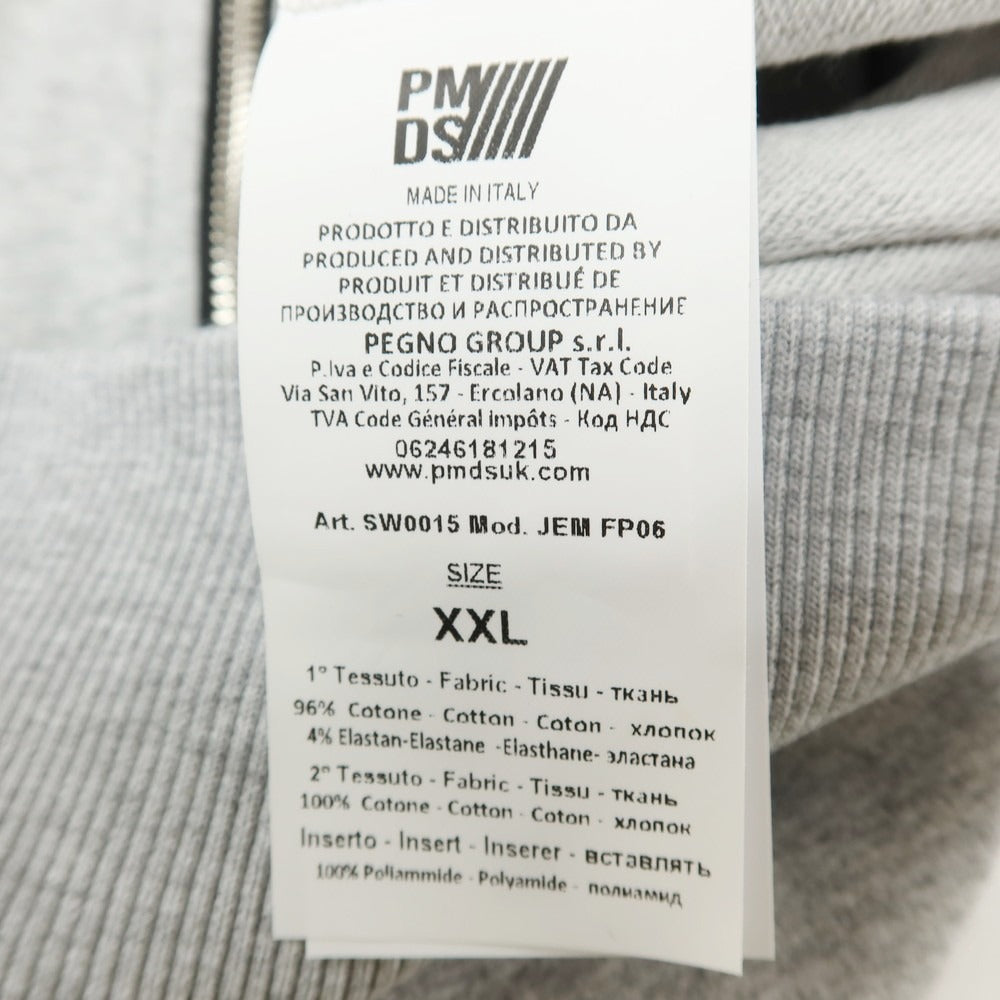 PM
DS
MADE IN ITALY
PRODOTTO E DISTRIBUITO DA
PRODUCED AND DISTRIBUTED BY
PRODUIT ET DISTRIBUÉ DE
ПРОИЗВОДСТВО И РАСПРОСТРАНЕНИЕ
PEGNO GROUP s.r.l.
P.Iva e Codice Fiscale - VAT Tax Code
Via San Vito, 157 - Ercolano (NA) - Italy
TVA Code Général impôts - Код НДС
06246181215
www.pmdsuk.com
Art. SW0015 Mod. JEM FP06
SIZE
XXL
1° Tessuto - Fabric - Tissu - ткань
96% Cotone - Cotton - Coton - хлопок
4% Elastan-Elastane -Elasthane- эластана
2° Tessuto - Fabric - Tissu - ткань
100% Cotone - Cotton - Coton - хлопок
Inserto - Insert - Inserer - вставлять
100% Poliammide - Polyamide - полиамид